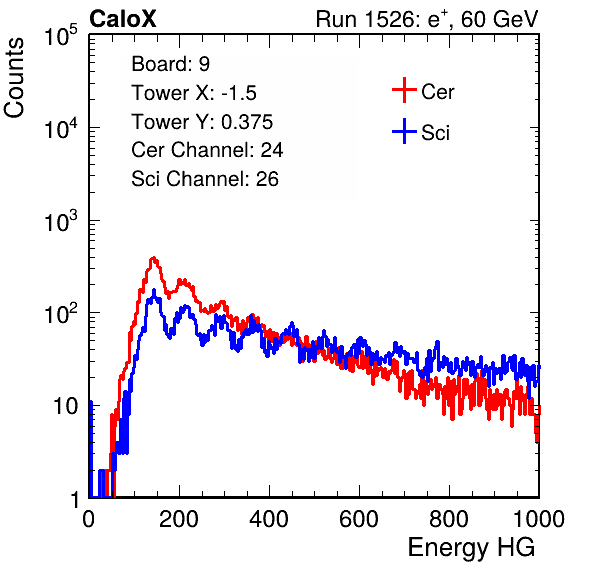 CaloX Run 1526: e⁺, 60 GeV
Counts
10⁵
10⁴
10³
10²
10
1
Board: 9
Tower X: -1.5
Tower Y: 0.375
Cer Channel: 24
Sci Channel: 26
Cer
Sci
0 200 400 600 800 1000
Energy HG